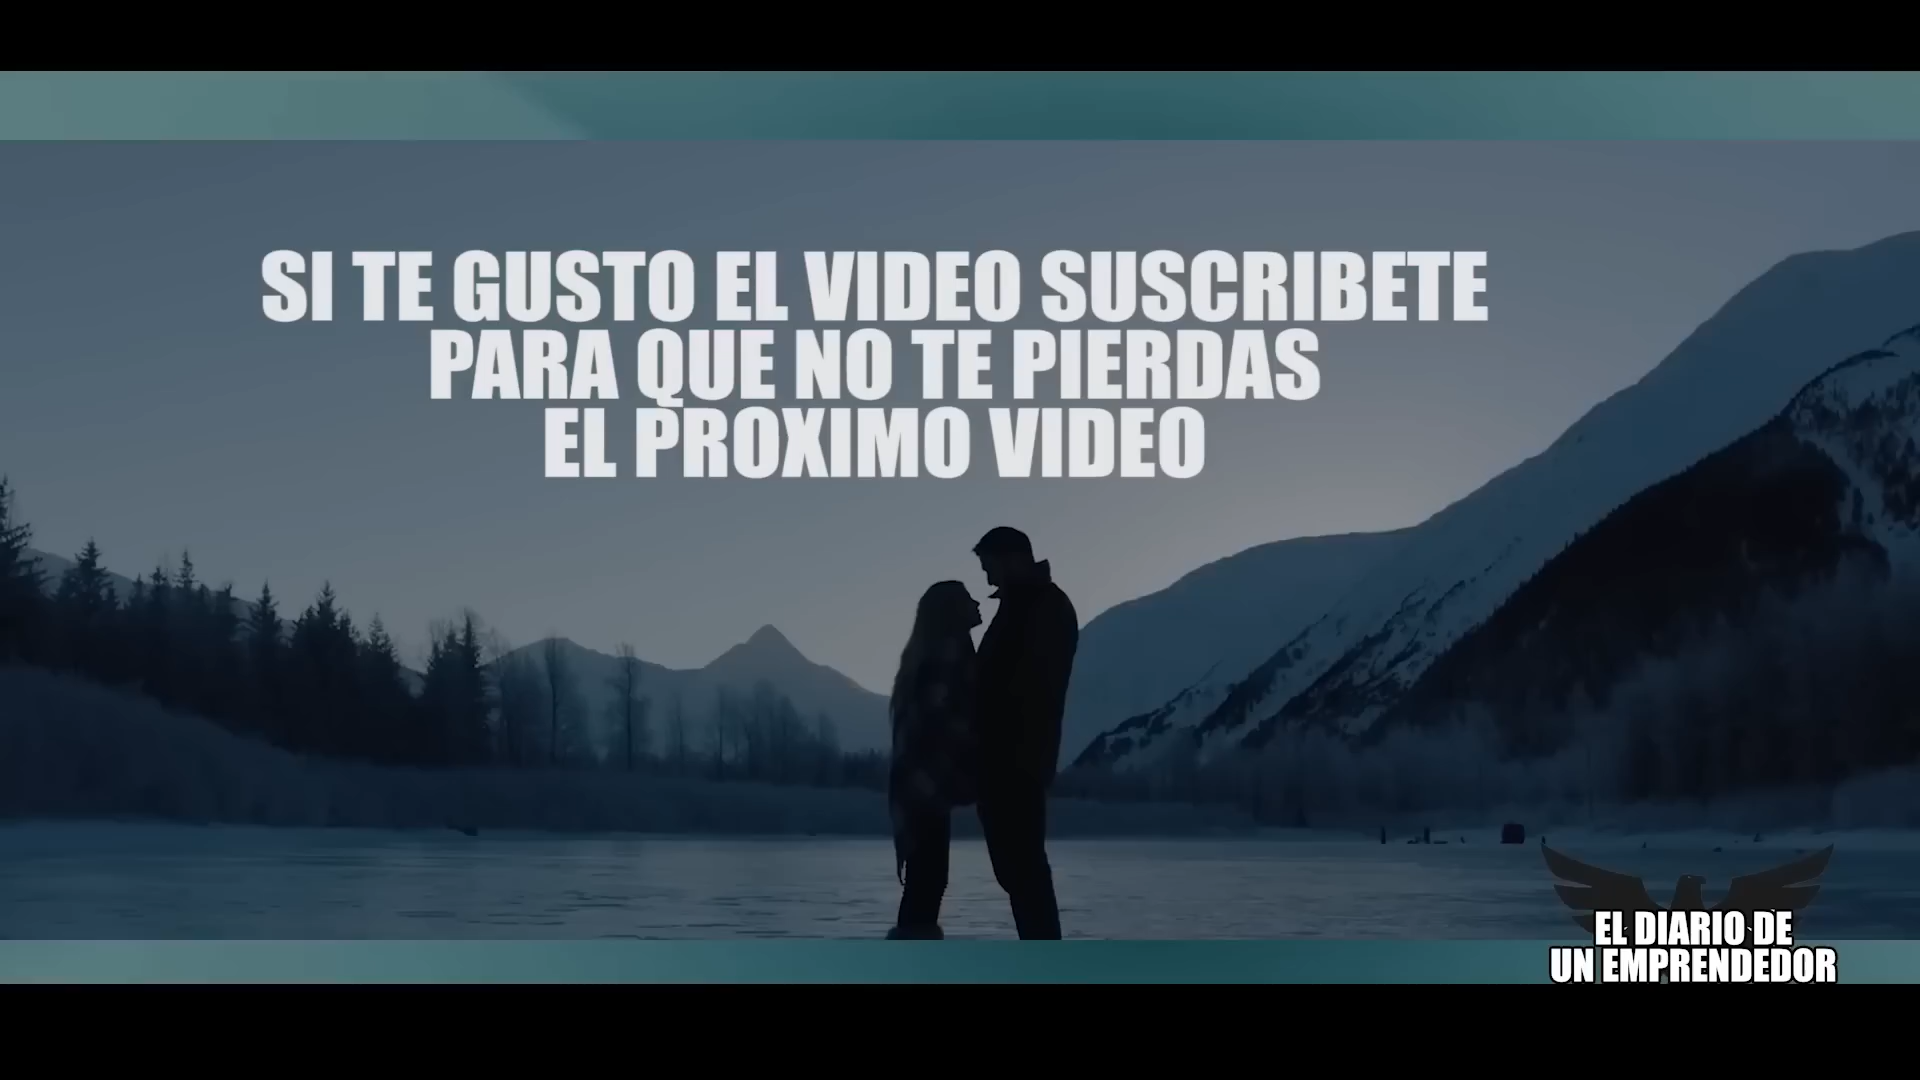 SI TE GUSTO EL VIDEO SUSCRIBETE
PARA QUE NO TE PIERDAS
EL PROXIMO VIDEO
EL DIARIO DE
UN EMPRENDEDOR